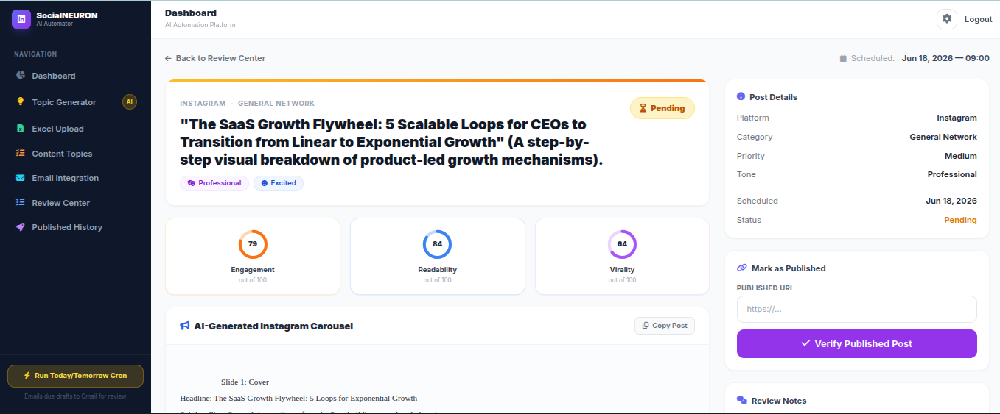 SocialNEURON
AI Automator
NAVIGATION
Dashboard
Topic Generator
AI
Excel Upload
Content Topics
Email Integration
Review Center
Published History
Run Today/Tomorrow Cron
Emails due drafts to Gmail for review
Dashboard
AI Automation Platform
Logout
← Back to Review Center
Scheduled: Jun 18, 2026 — 09:00
INSTAGRAM · GENERAL NETWORK
Pending
"The SaaS Growth Flywheel: 5 Scalable Loops for CEOs to
Transition from Linear to Exponential Growth" (A step-by-
step visual breakdown of product-led growth mechanisms).
Professional
Excited
79
Engagement
out of 100
84
Readability
out of 100
64
Virality
out of 100
AI-Generated Instagram Carousel
Copy Post
Slide 1: Cover
Headline: The SaaS Growth Flywheel: 5 Loops for Exponential Growth
Post Details
Platform Instagram
Category General Network
Priority Medium
Tone Professional
Scheduled Jun 18, 2026
Status Pending
Mark as Published
PUBLISHED URL
https://...
Verify Published Post
Review Notes